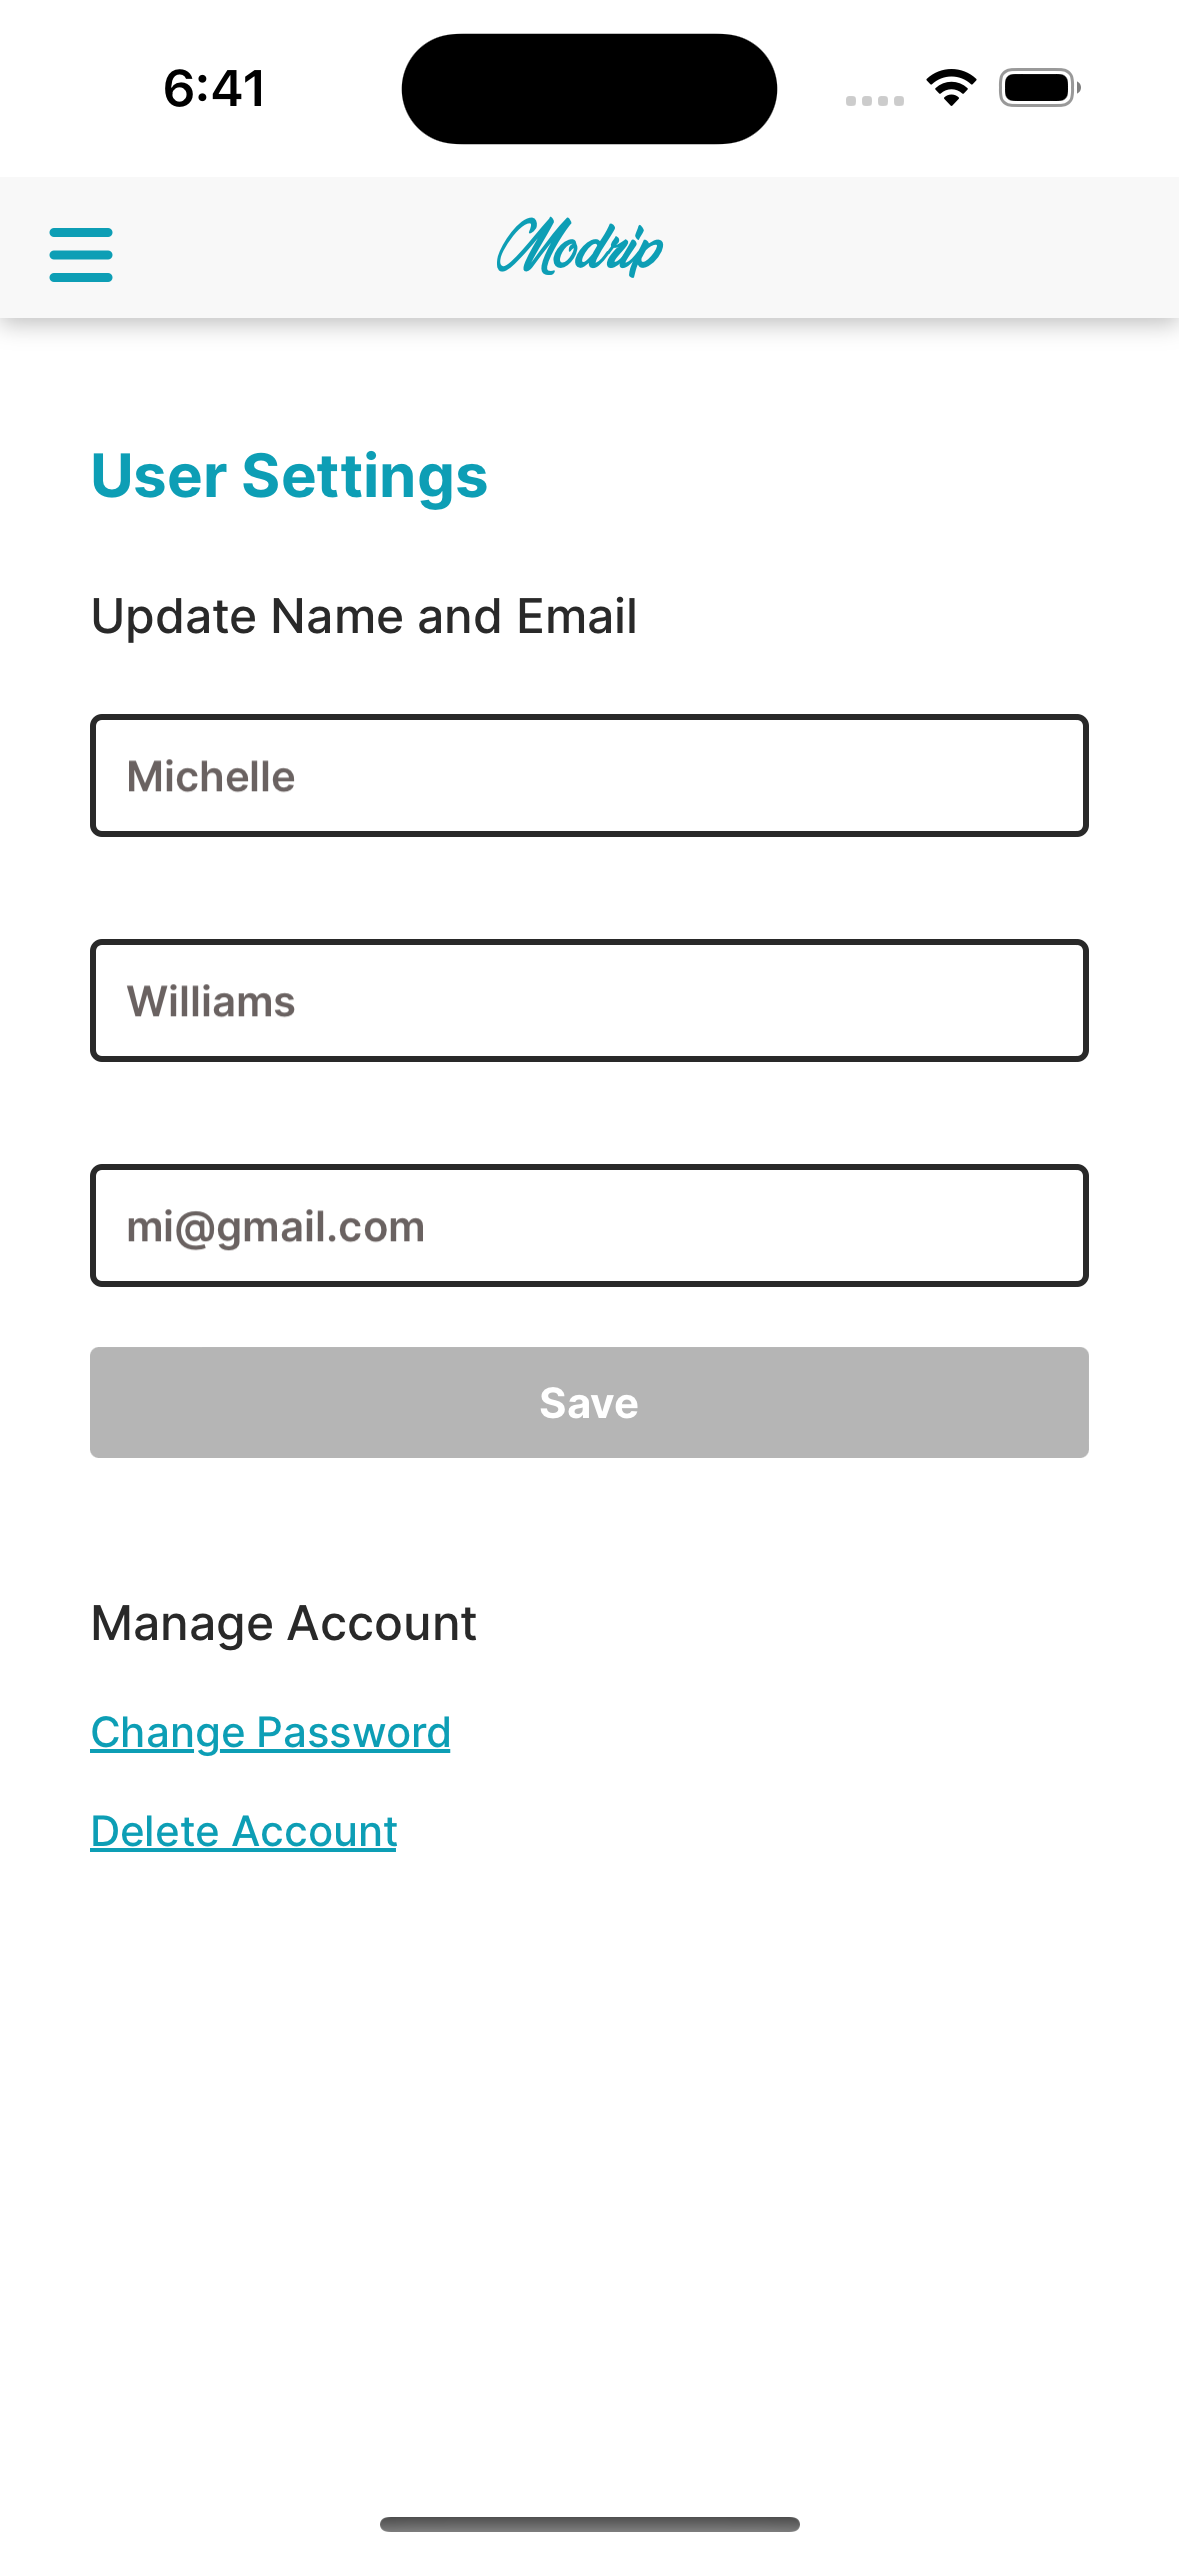 6:41
Modrip
User Settings
Update Name and Email
Michelle
Williams
mi@gmail.com
Save
Manage Account
Change Password
Delete Account